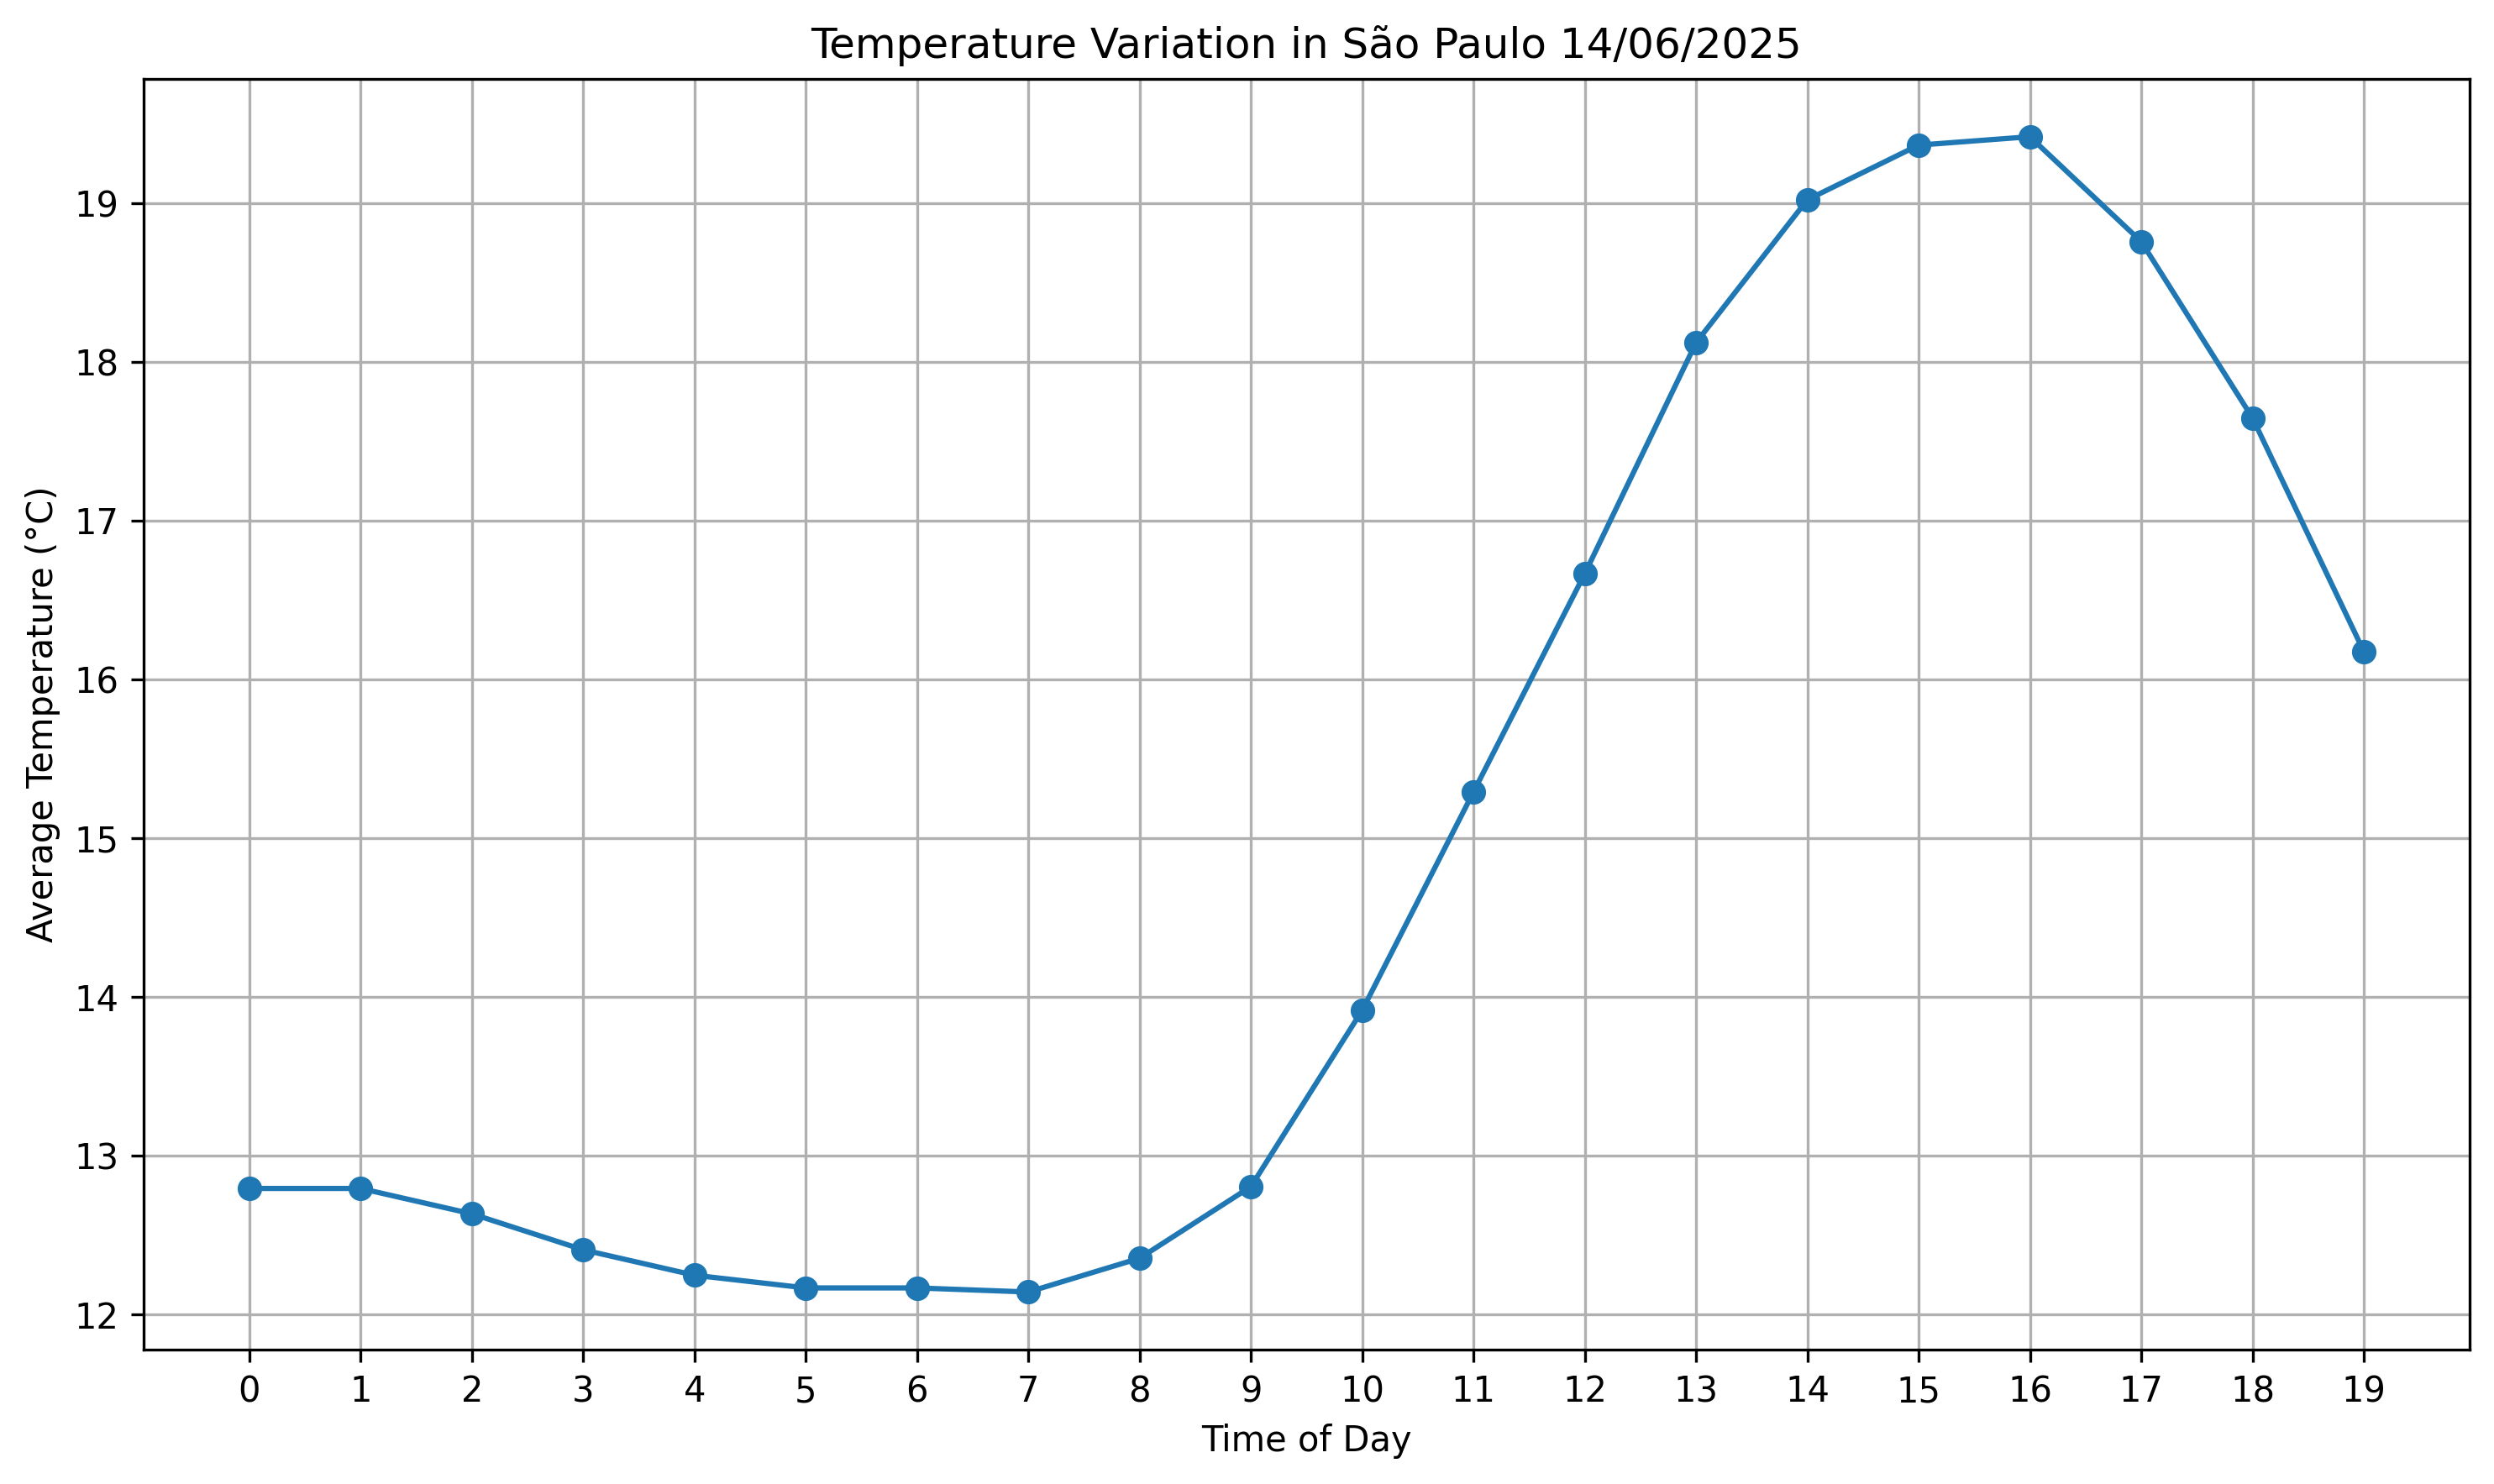 Temperature Variation in São Paulo 14/06/2025
Average Temperature (°C)
19
18
17
16
15
14
13
12
0 1 2 3 4 5 6 7 8 9 10 11 12 13 14 15 16 17 18 19
Time of Day